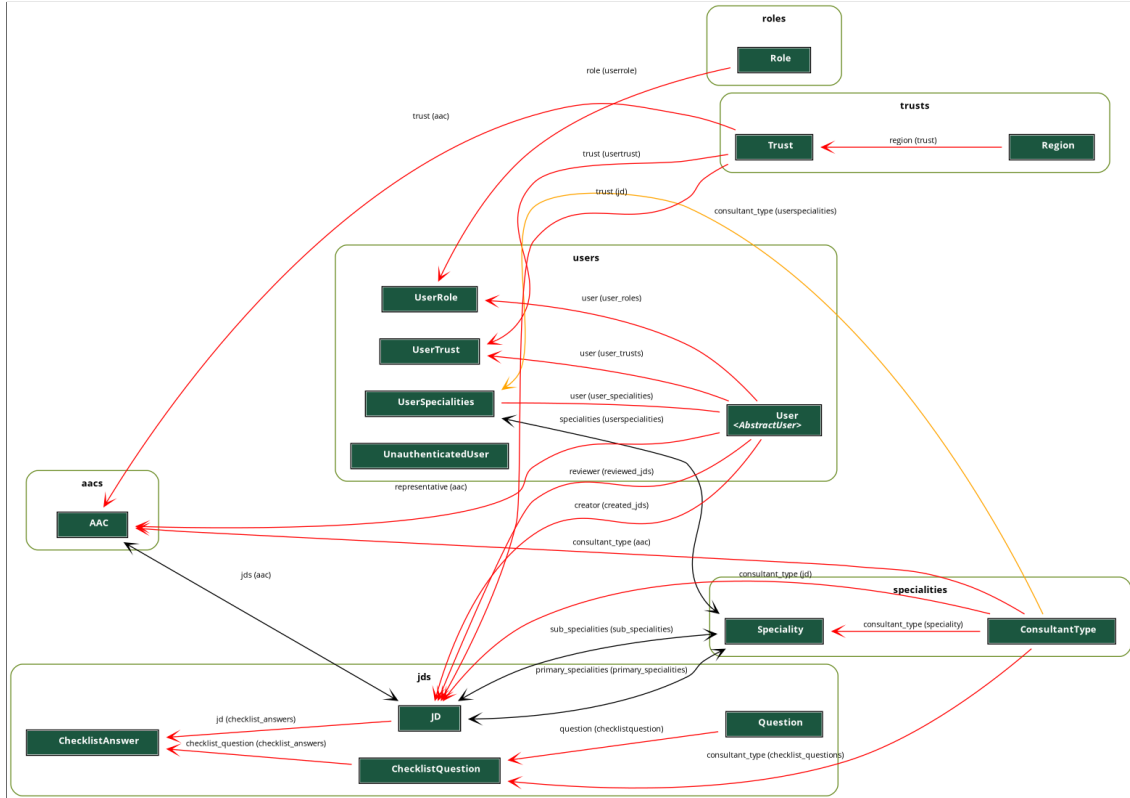 roles
Role
role (userrole)
trusts
trust (aac)
Trust
region (trust)
Region
trust (usertrust)
trust (jd)
consultant_type (userspecialities)
users
UserRole
user (user_roles)
UserTrust
user (user_trusts)
UserSpecialities
user (user_specialities)
specialities (userspecialities)
User
<AbstractUser>
UnauthenticatedUser
reviewer (reviewed_jds)
representative (aac)
creator (created_jds)
aacs
AAC
consultant_type (aac)
jds (aac)
consultant_type (jd)
specialities
Speciality
consultant_type (speciality)
ConsultantType
sub_specialities (sub_specialities)
primary_specialities (primary_specialities)
jds
JD
jd (checklist_answers)
question (checklistquestion)
Question
ChecklistAnswer
checklist_question (checklist_answers)
ChecklistQuestion
consultant_type (checklist_questions)